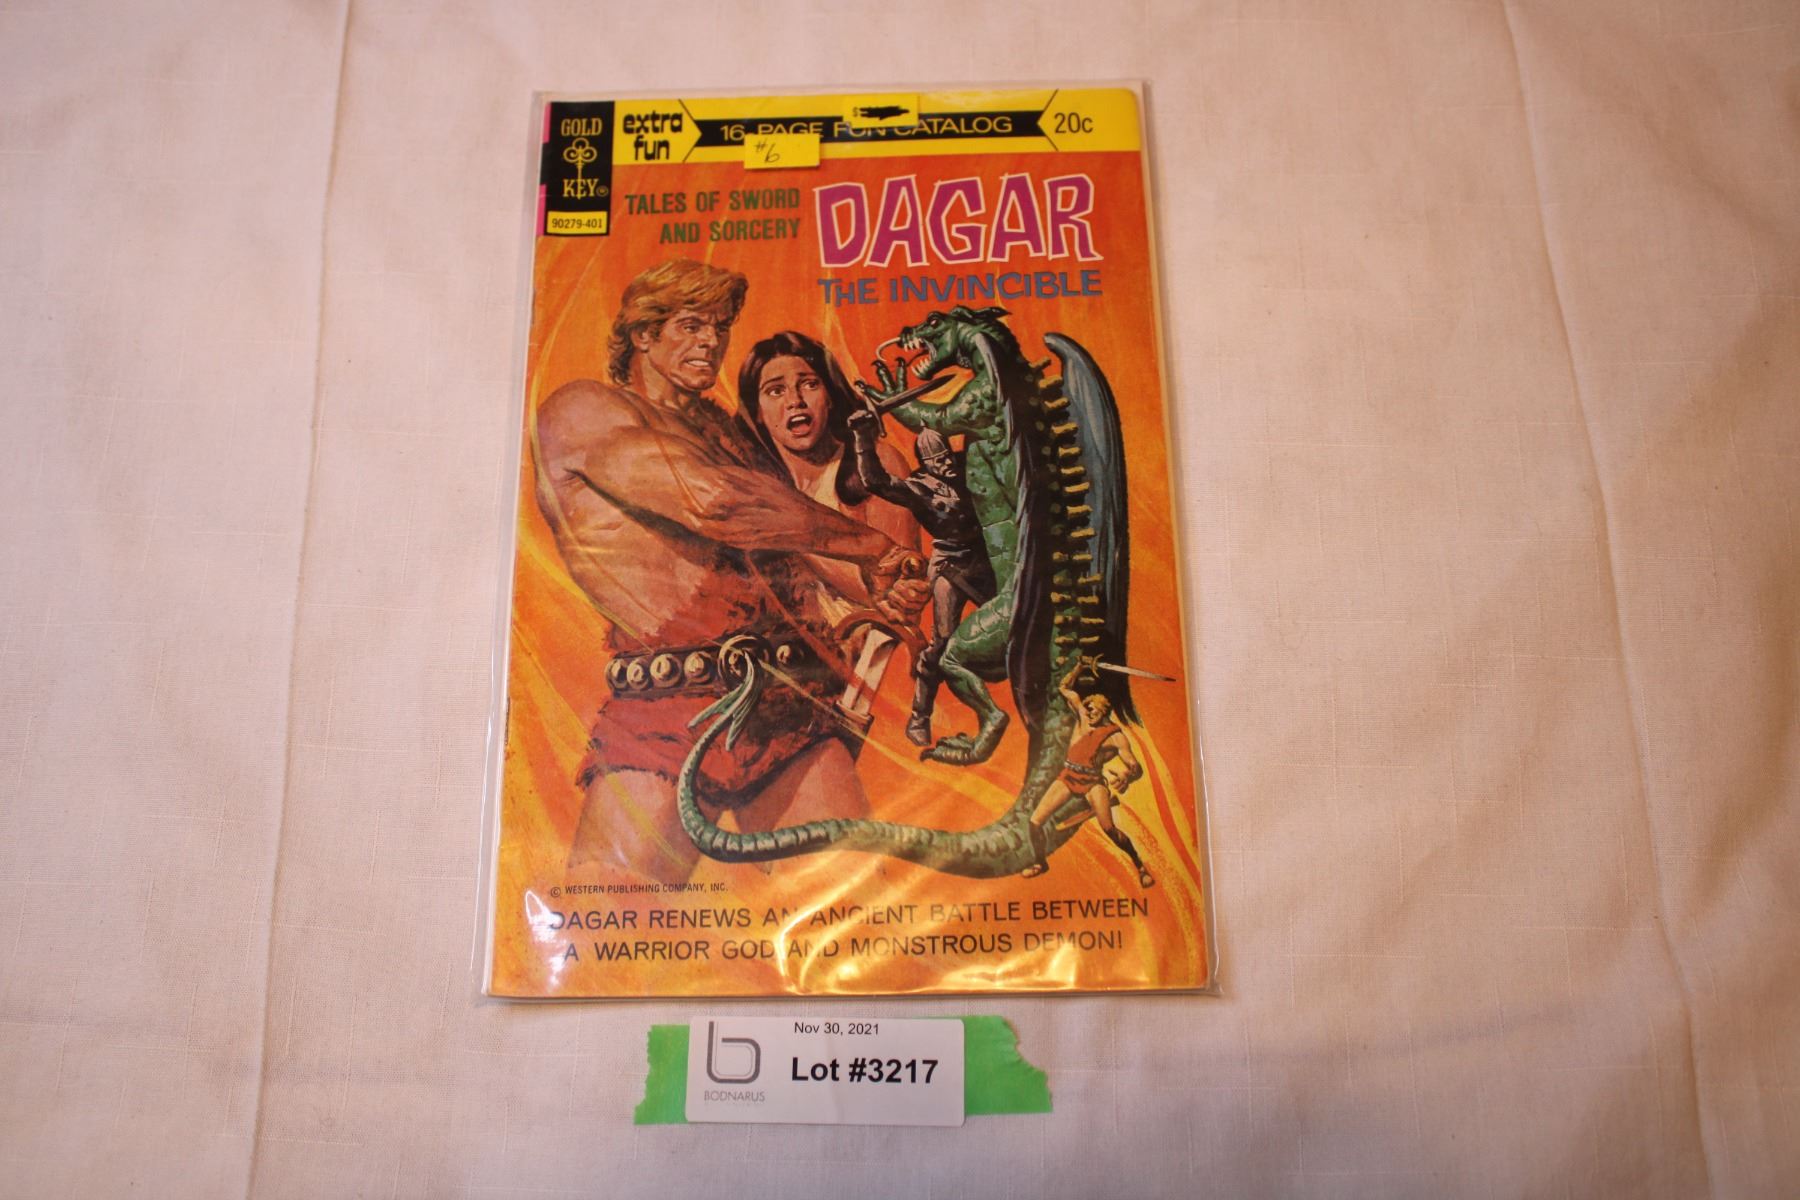 GOLD
KEY®
90279-401
extra
fun
16 PAGE FUN CATALOG
20c
$
#6
TALES OF SWORD
AND SORCERY
DAGAR
THE INVINCIBLE
© WESTERN PUBLISHING COMPANY, INC.
DAGAR RENEWS AN ANCIENT BATTLE BETWEEN
A WARRIOR GOD AND MONSTROUS DEMON!
Nov 30, 2021
Lot #3217
b
BODNARUS